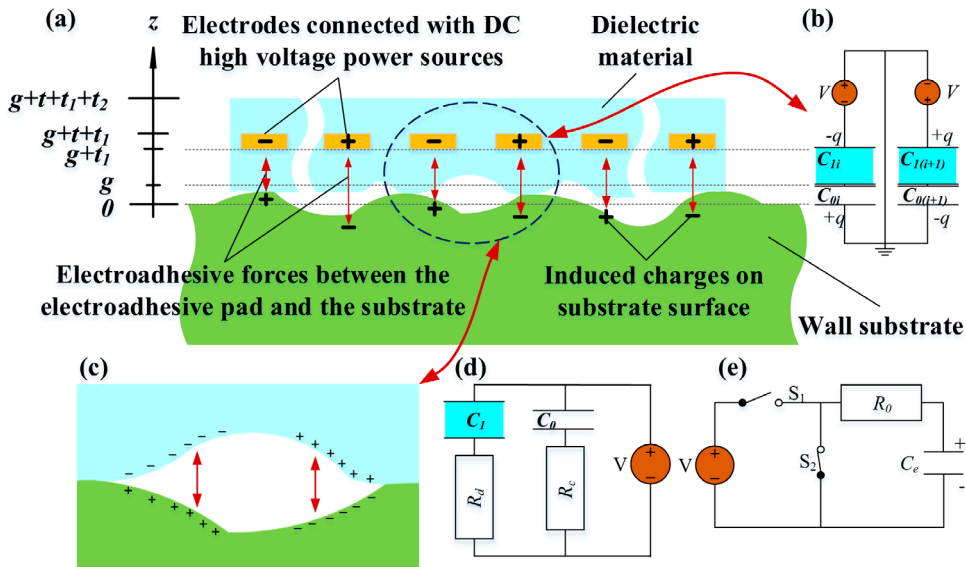 (a)
z
Electrodes connected with DC
high voltage power sources
Dielectric
material
(b)
g+t+t₁+t₂
g+t+t₁
g+t₁
g
0
− + − + − +
+ − + − + −
Electroadhesive forces between the
electroadhesive pad and the substrate
Induced charges on
substrate surface
Wall substrate
V + − − + V
-q +q
C₁ᵢ C₁₍ᵢ₊₁₎
C₀ᵢ C₀₍ᵢ₊₁₎
+q -q
(c)
− − − − − − + + + + + + +
+ + + + + + + − − − − − − −
(d)
C₁ C₀
R_d R_c
V + −
(e)
S₁ R₀
V + − S₂ Cₑ + -